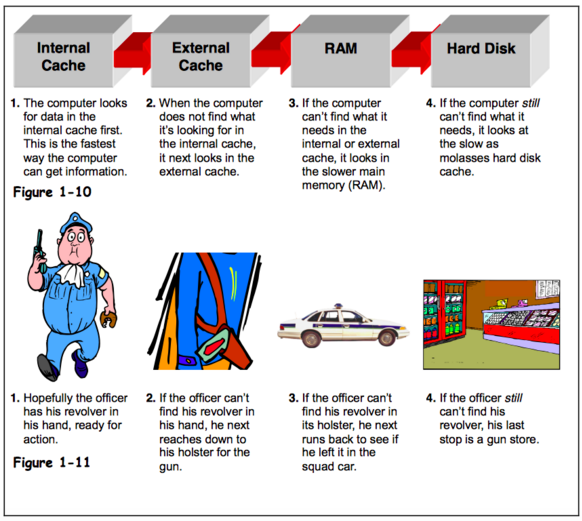 Internal
Cache
External
Cache
RAM
Hard Disk
1. The computer looks
for data in the
internal cache first.
This is the fastest
way the computer
can get information.
2. When the computer
does not find what
it's looking for in
the internal cache,
it next looks in the
external cache.
3. If the computer
can't find what it
needs in the
internal or external
cache, it looks in
the slower main
memory (RAM).
4. If the computer still
can't find what it
needs, it looks at
the slow as
molasses hard disk
cache.
Figure 1-10
1. Hopefully the officer
has his revolver in
his hand, ready for
action.
2. If the officer can't
find his revolver in
his hand, he next
reaches down to
his holster for the
gun.
3. If the officer can't
find his revolver in
its holster, he next
runs back to see if
he left it in the
squad car.
4. If the officer still
can't find his
revolver, his last
stop is a gun store.
Figure 1-11